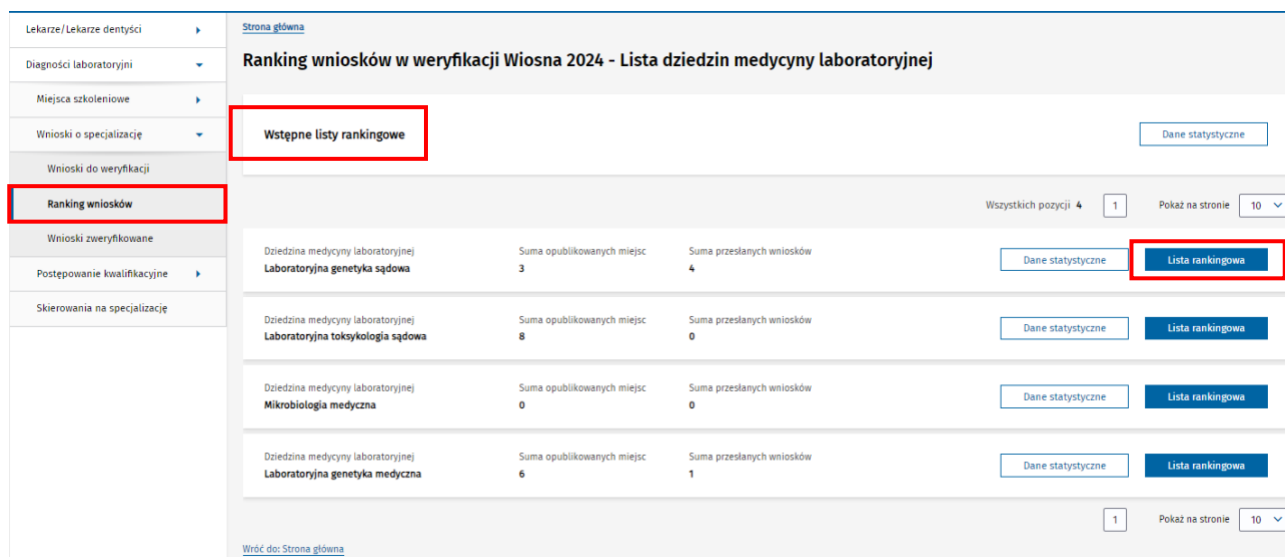 Lekarze/Lekarze dentyści
Diagności laboratoryjni
Miejsca szkoleniowe
Wnioski o specjalizację
Wnioski do weryfikacji
Ranking wniosków
Wnioski zweryfikowane
Postępowanie kwalifikacyjne
Skierowania na specjalizację
Strona główna
Ranking wniosków w weryfikacji Wiosna 2024 - Lista dziedzin medycyny laboratoryjnej
Wstępne listy rankingowe Dane statystyczne
Wszystkich pozycji 4 1 Pokaż na stronie 10
Dziedzina medycyny laboratoryjnej Suma opublikowanych miejsc Suma przesłanych wniosków
Laboratoryjna genetyka sądowa 3 4 Dane statystyczne Lista rankingowa
Dziedzina medycyny laboratoryjnej Suma opublikowanych miejsc Suma przesłanych wniosków
Laboratoryjna toksykologia sądowa 8 0 Dane statystyczne Lista rankingowa
Dziedzina medycyny laboratoryjnej Suma opublikowanych miejsc Suma przesłanych wniosków
Mikrobiologia medyczna 0 0 Dane statystyczne Lista rankingowa
Dziedzina medycyny laboratoryjnej Suma opublikowanych miejsc Suma przesłanych wniosków
Laboratoryjna genetyka medyczna 6 1 Dane statystyczne Lista rankingowa
1 Pokaż na stronie 10
Wróć do: Strona główna